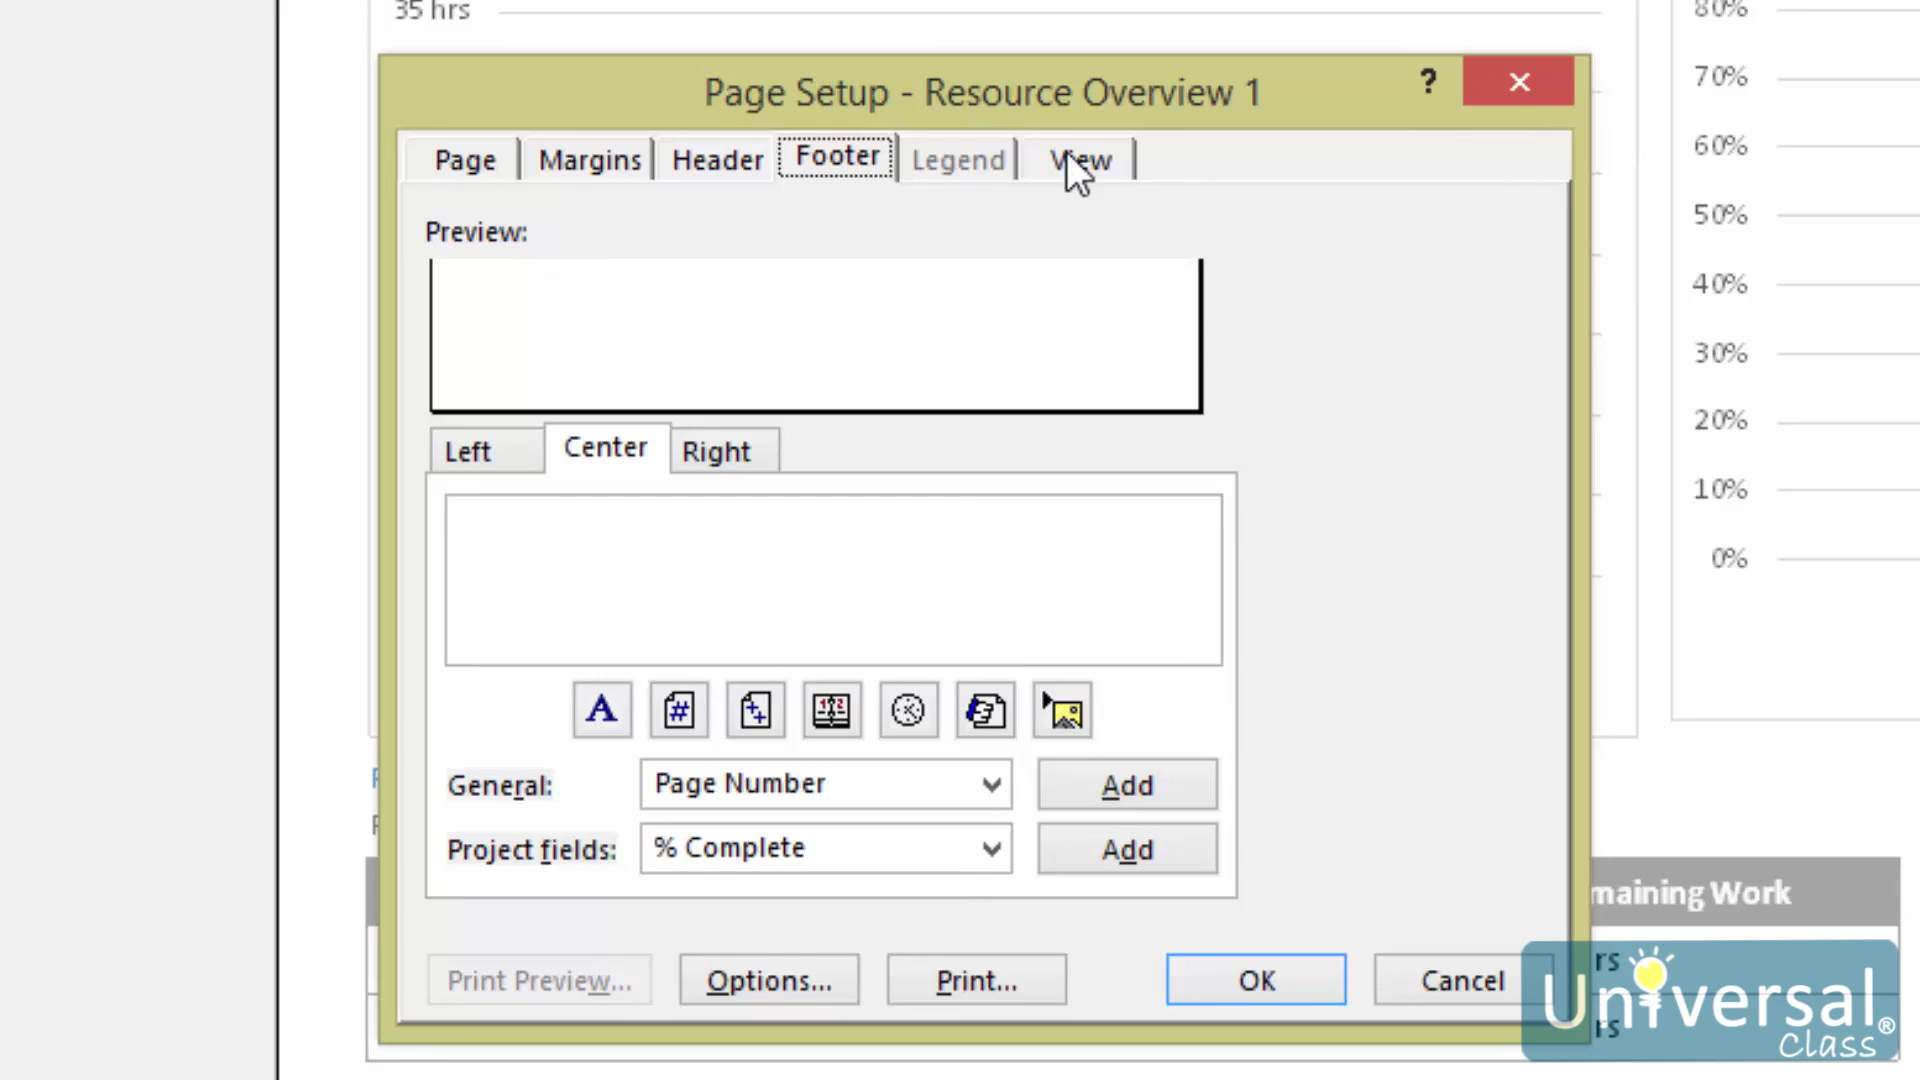 35 hrs
80%
Page Setup - Resource Overview 1
?
70%
Page Margins Header Footer Legend View
60%
50%
Preview:
40%
30%
20%
Left Center Right
10%
0%
A
General: Page Number Add
Project fields: % Complete Add
maining Work
Print Preview... Options... Print... OK Cancel
rs
rs
Universal®
Class